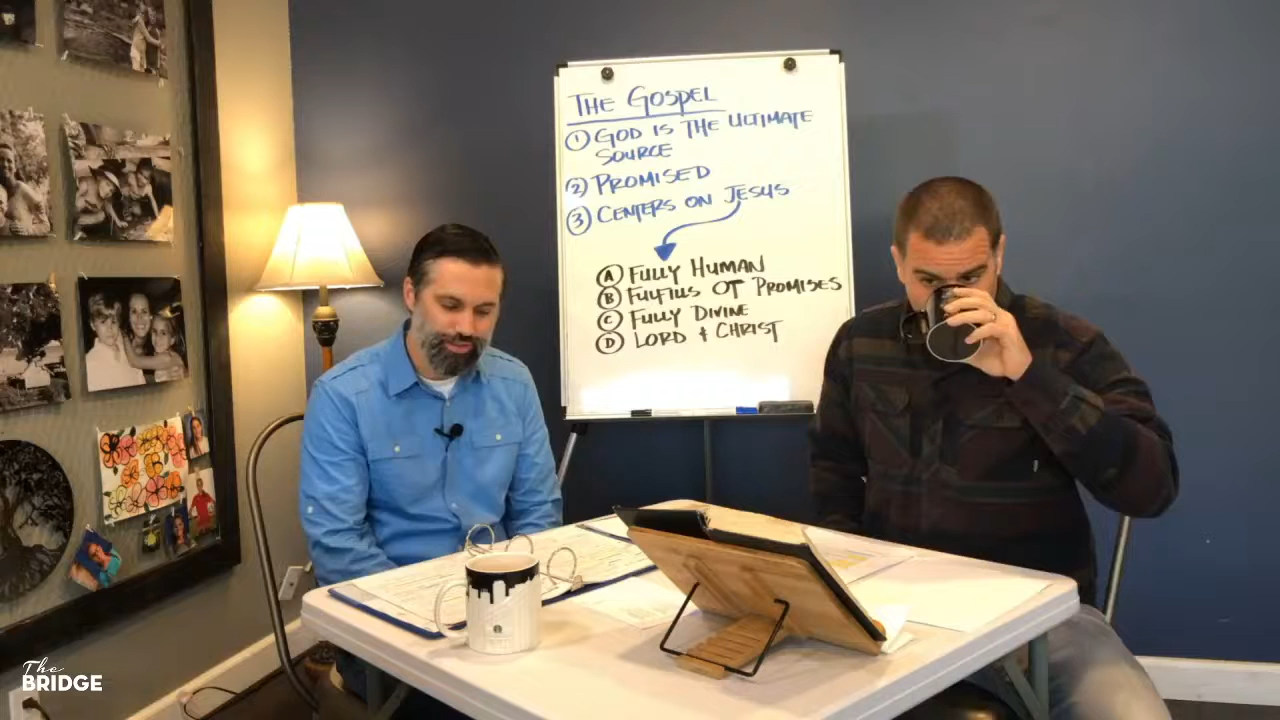 THE GOSPEL
① GOD IS THE ULTIMATE
SOURCE
② PROMISED
③ CENTERS ON JESUS
Ⓐ FULLY HUMAN
Ⓑ FULFILLS OT PROMISES
Ⓒ FULLY DIVINE
Ⓓ LORD + CHRIST
The
BRIDGE